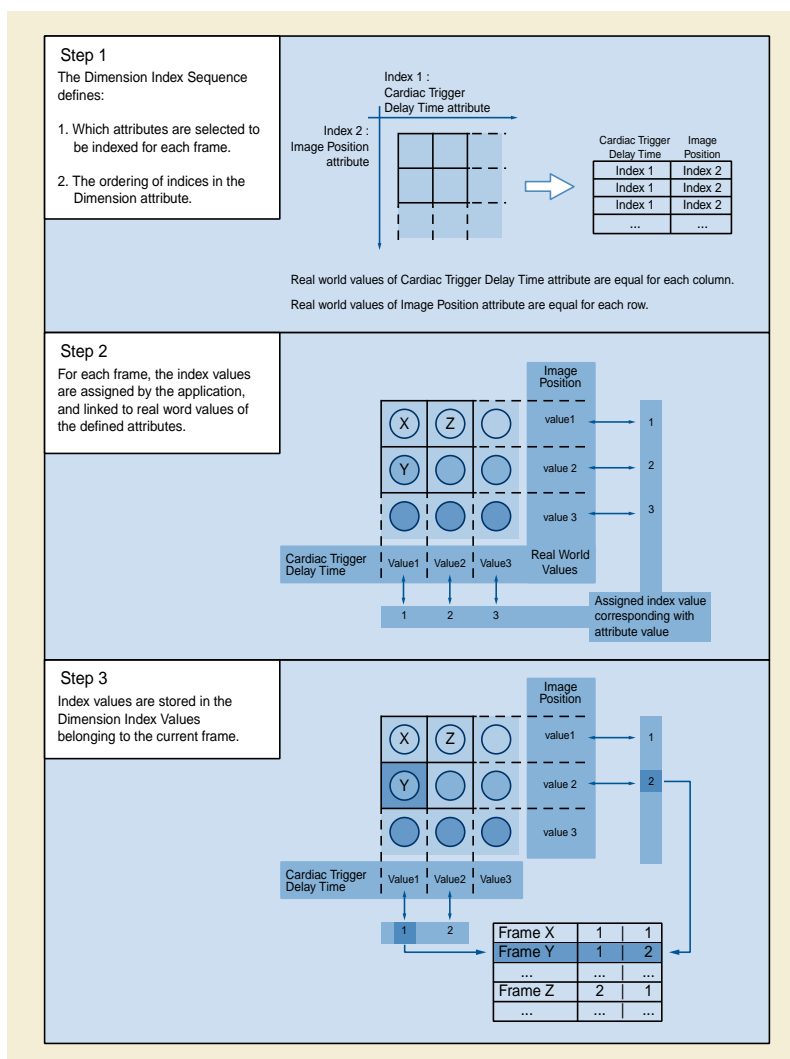 Step 1
The Dimension Index Sequence
defines:
1. Which attributes are selected to
be indexed for each frame.
2. The ordering of indices in the
Dimension attribute.
Index 1 :
Cardiac Trigger
Delay Time attribute
Index 2 :
Image Position
attribute
Cardiac Trigger Image
Delay Time Position
Index 1 Index 2
Index 1 Index 2
Index 1 Index 2
... ...
Real world values of Cardiac Trigger Delay Time attribute are equal for each column.
Real world values of Image Position attribute are equal for each row.
Step 2
For each frame, the index values
are assigned by the application,
and linked to real word values of
the defined attributes.
Image
Position
X Z value1 1
Y value 2 2
value 3 3
Cardiac Trigger
Delay Time
Value1 Value2 Value3
Real World
Values
1 2 3
Assigned index value
corresponding with
attribute value
Step 3
Index values are stored in the
Dimension Index Values
belonging to the current frame.
Image
Position
X Z value1 1
Y value 2 2
value 3
Cardiac Trigger
Delay Time
Value1 Value2 Value3
1 2
Frame X 1 | 1
Frame Y 1 | 2
... ... | ...
Frame Z 2 | 1
... ... | ...